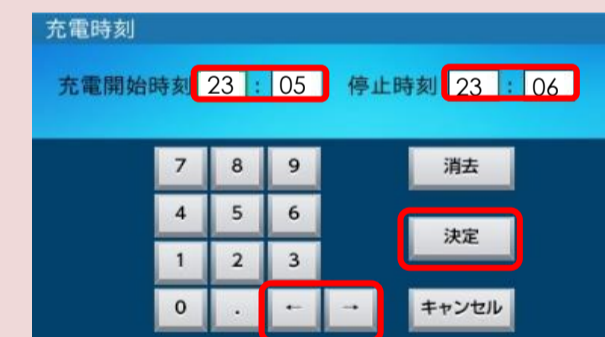 充電時刻
充電開始時刻 23 : 05 停止時刻 23 : 06
7 8 9 消去
4 5 6
決定
1 2 3
0 . ← → キャンセル